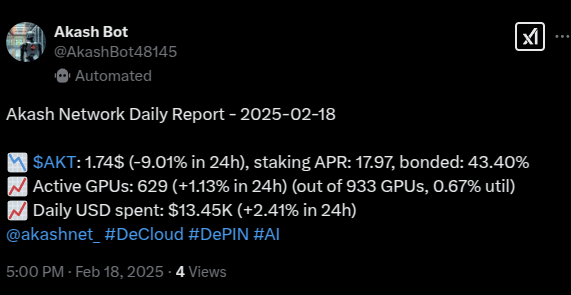 Akash Bot
@AkashBot48145
Automated
Akash Network Daily Report - 2025-02-18
$AKT: 1.74$ (-9.01% in 24h), staking APR: 17.97, bonded: 43.40%
Active GPUs: 629 (+1.13% in 24h) (out of 933 GPUs, 0.67% util)
Daily USD spent: $13.45K (+2.41% in 24h)
@akashnet_ #DeCloud #DePIN #AI
5:00 PM · Feb 18, 2025 · 4 Views